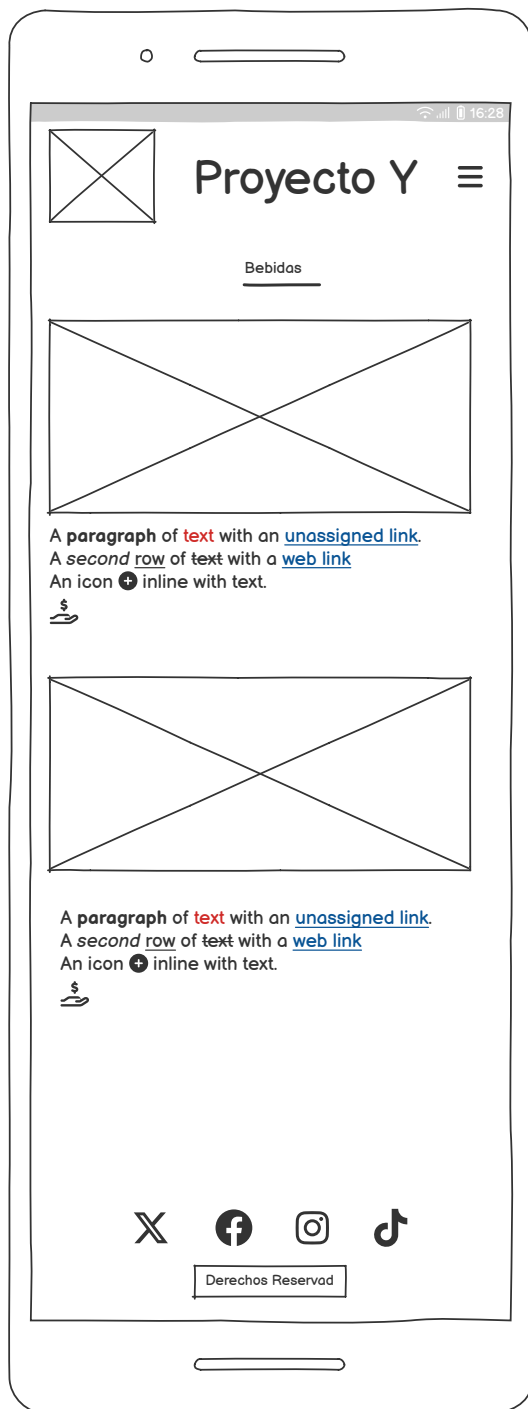 16:28
Proyecto Y
Bebidas
A paragraph of text with an unassigned link.
A second row of text with a web link
An icon + inline with text.
$
A paragraph of text with an unassigned link.
A second row of text with a web link
An icon + inline with text.
$
Derechos Reservad